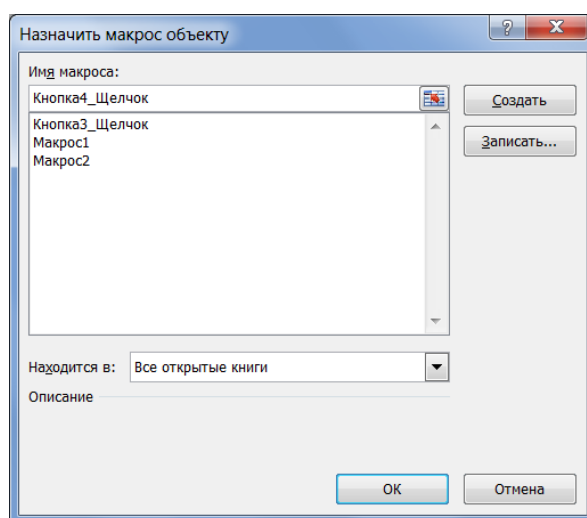 Назначить макрос объекту
Имя макроса:
Кнопка4_Щелчок
Создать
Кнопка3_Щелчок
Записать...
Макрос1
Макрос2
Находится в: Все открытые книги
Описание
ОК Отмена